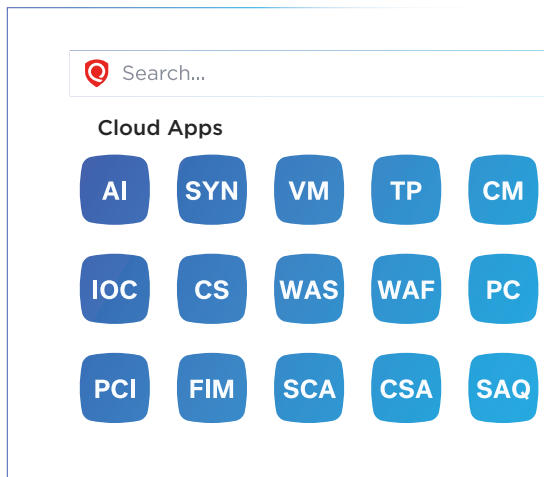 Search...
Cloud Apps
AI SYN VM TP CM
IOC CS WAS WAF PC
PCI FIM SCA CSA SAQ